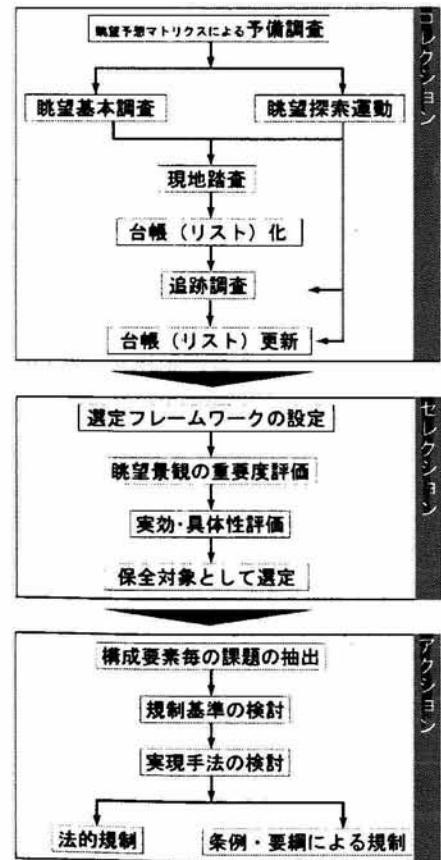 眺望予想マトリクスによる予備調査
コレクション
眺望基本調査
眺望探索運動
現地踏査
台帳（リスト）化
追跡調査
台帳（リスト）更新
選定フレームワークの設定
セレクション
眺望景観の重要度評価
実効・具体性評価
保全対象として選定
構成要素毎の課題の抽出
アクション
規制基準の検討
実現手法の検討
法的規制
条例・要綱による規制